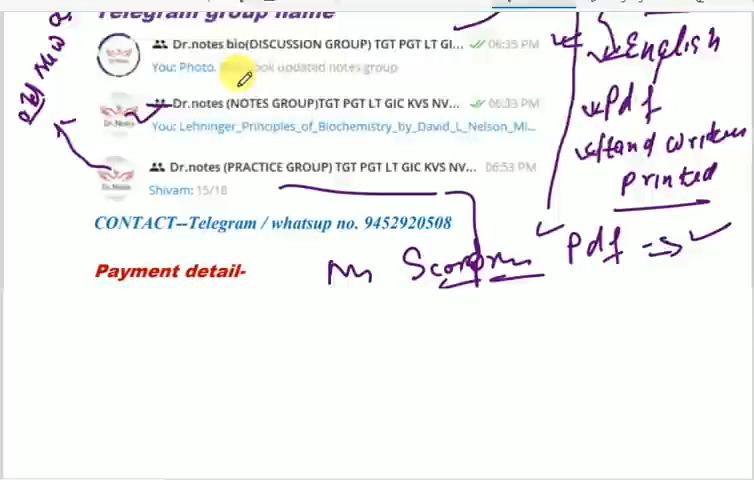 Telegram group name
Dr.notes bio(DISCUSSION GROUP) TGT PGT LT GI... 06:35 PM
You: Photo. book updated notes group
Dr.notes (NOTES GROUP)TGT PGT LT GIC KVS NV... 06:33 PM
You: Lehninger_Principles_of_Biochemistry_by_David_L_Nelson_Mi...
Dr.notes (PRACTICE GROUP) TGT PGT LT GIC KVS NV... 06:53 PM
Shivam: 15/18
CONTACT--Telegram / whatsup no. 9452920508
Payment detail-
English
Pdf
Hand written
Printed
Pdf